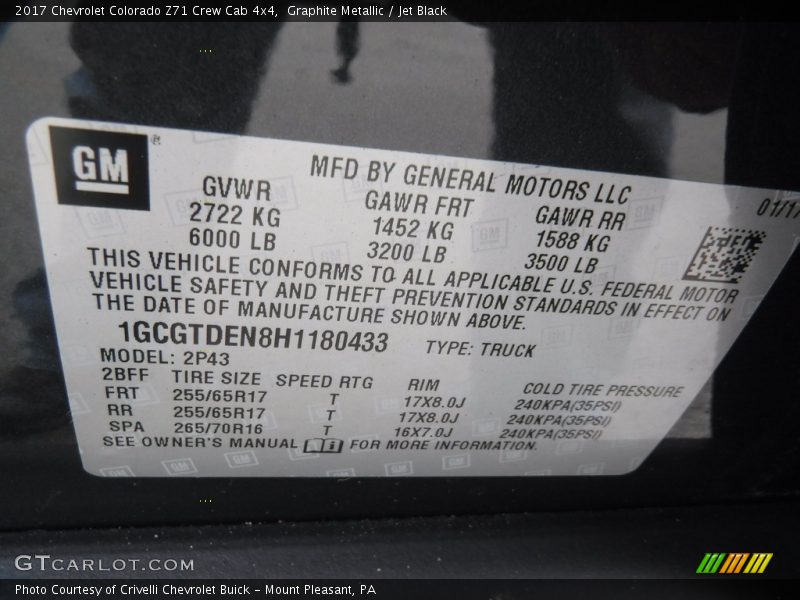 2017 Chevrolet Colorado Z71 Crew Cab 4x4, Graphite Metallic / Jet Black
GM ®
MFD BY GENERAL MOTORS LLC
01/17
GVWR GAWR FRT GAWR RR
2722 KG 1452 KG 1588 KG
6000 LB 3200 LB 3500 LB
THIS VEHICLE CONFORMS TO ALL APPLICABLE U.S. FEDERAL MOTOR
VEHICLE SAFETY AND THEFT PREVENTION STANDARDS IN EFFECT ON
THE DATE OF MANUFACTURE SHOWN ABOVE.
1GCGTDEN8H1180433 TYPE: TRUCK
MODEL: 2P43
2BFF TIRE SIZE SPEED RTG RIM COLD TIRE PRESSURE
FRT 255/65R17 T 17X8.0J 240KPA(35PSI)
RR 255/65R17 T 17X8.0J 240KPA(35PSI)
SPA 265/70R16 T 16X7.0J 240KPA(35PSI)
SEE OWNER'S MANUAL i FOR MORE INFORMATION.
GTCARLOT.COM
Photo Courtesy of Crivelli Chevrolet Buick - Mount Pleasant, PA